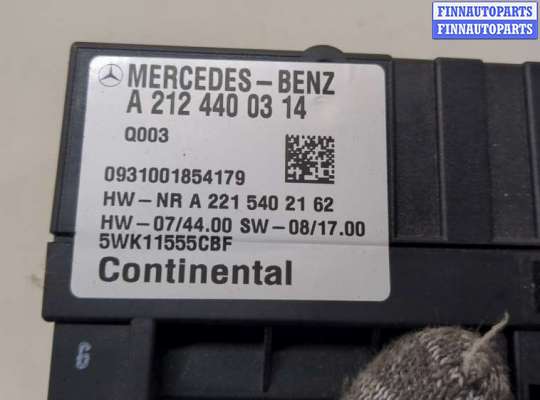 FINNAUTOPARTS
FINNAUTOPARTS
MERCEDES-BENZ
A 212 440 03 14
Q003
0931001854179
HW-NR A 221 540 21 62
HW-07/44.00 SW-08/17.00
5WK11555CBF
Continental